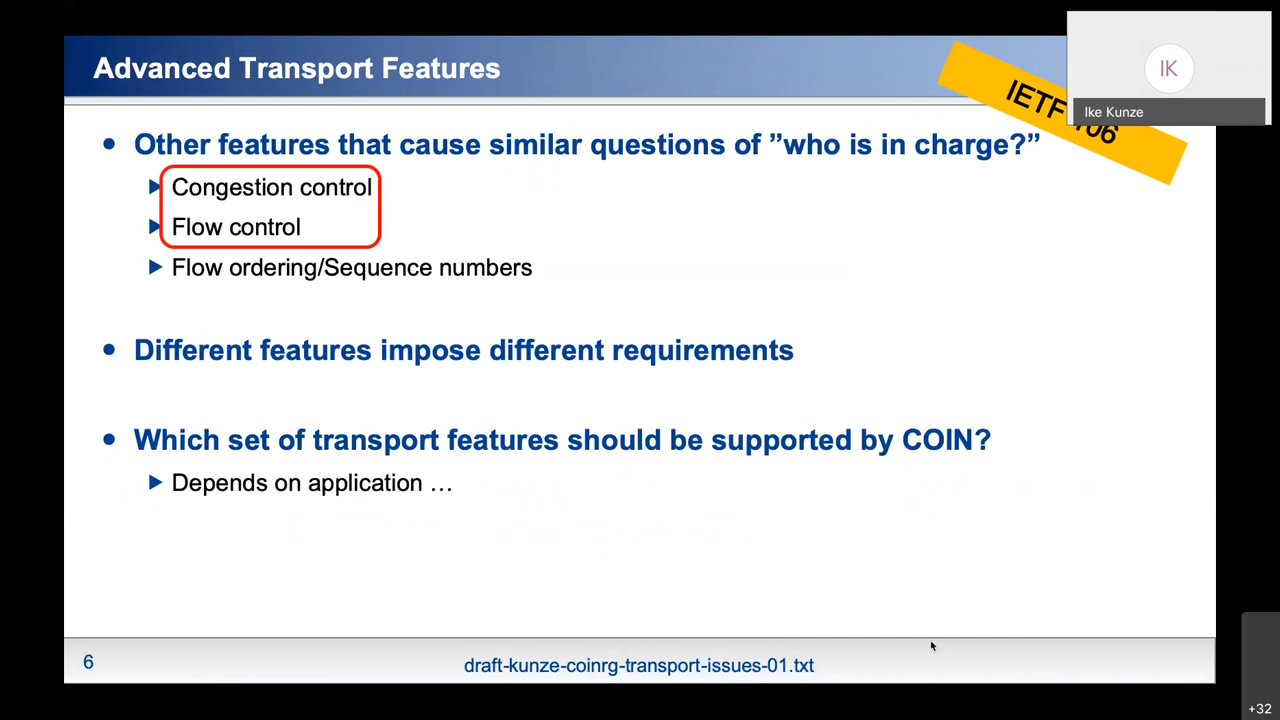 Advanced Transport Features
IETF 106
IK
Ike Kunze
Other features that cause similar questions of ”who is in charge?”
Congestion control
Flow control
Flow ordering/Sequence numbers
Different features impose different requirements
Which set of transport features should be supported by COIN?
Depends on application …
6
draft-kunze-coinrg-transport-issues-01.txt
+32